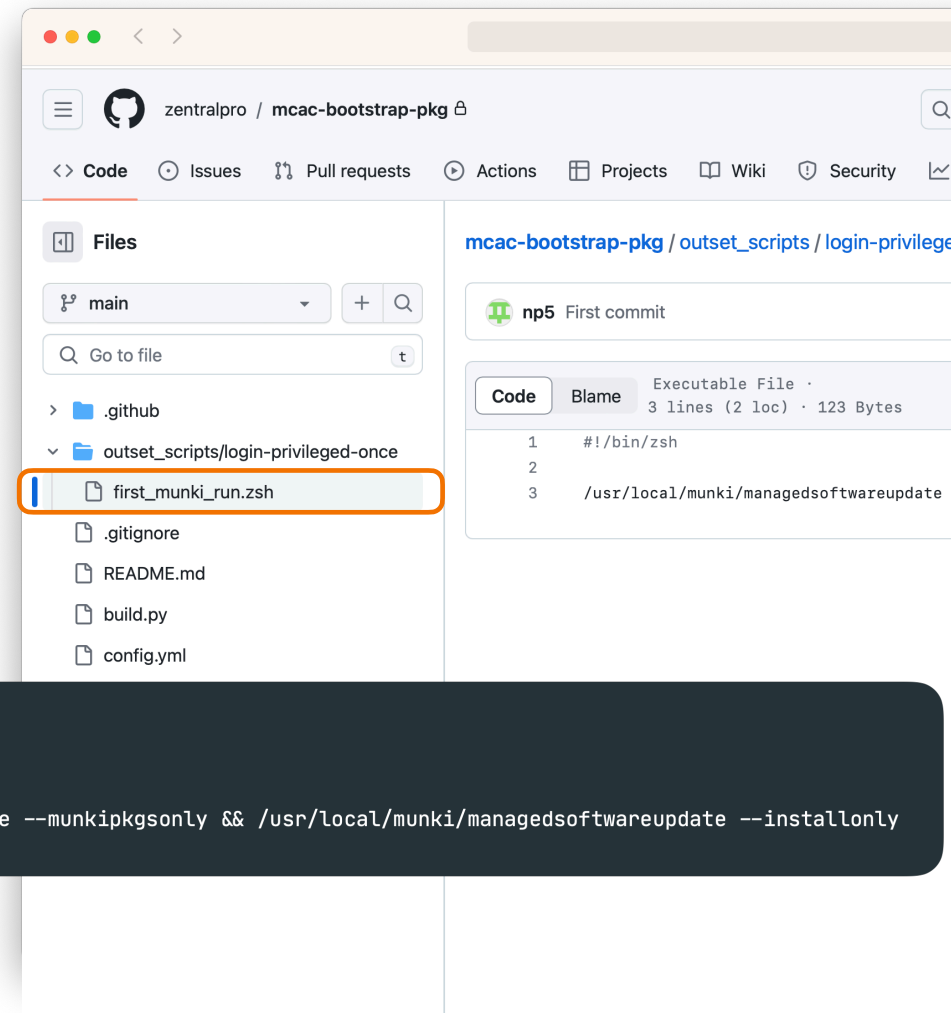 zentralpro / mcac-bootstrap-pkg
Code Issues Pull requests Actions Projects Wiki Security
Files
main
Go to file t
.github
outset_scripts/login-privileged-once
first_munki_run.zsh
.gitignore
README.md
build.py
config.yml
mcac-bootstrap-pkg / outset_scripts / login-privilege
np5 First commit
Code Blame Executable File ·
3 lines (2 loc) · 123 Bytes
1 #!/bin/zsh
2
3 /usr/local/munki/managedsoftwareupdate
e --munkipkgsonly && /usr/local/munki/managedsoftwareupdate --installonly